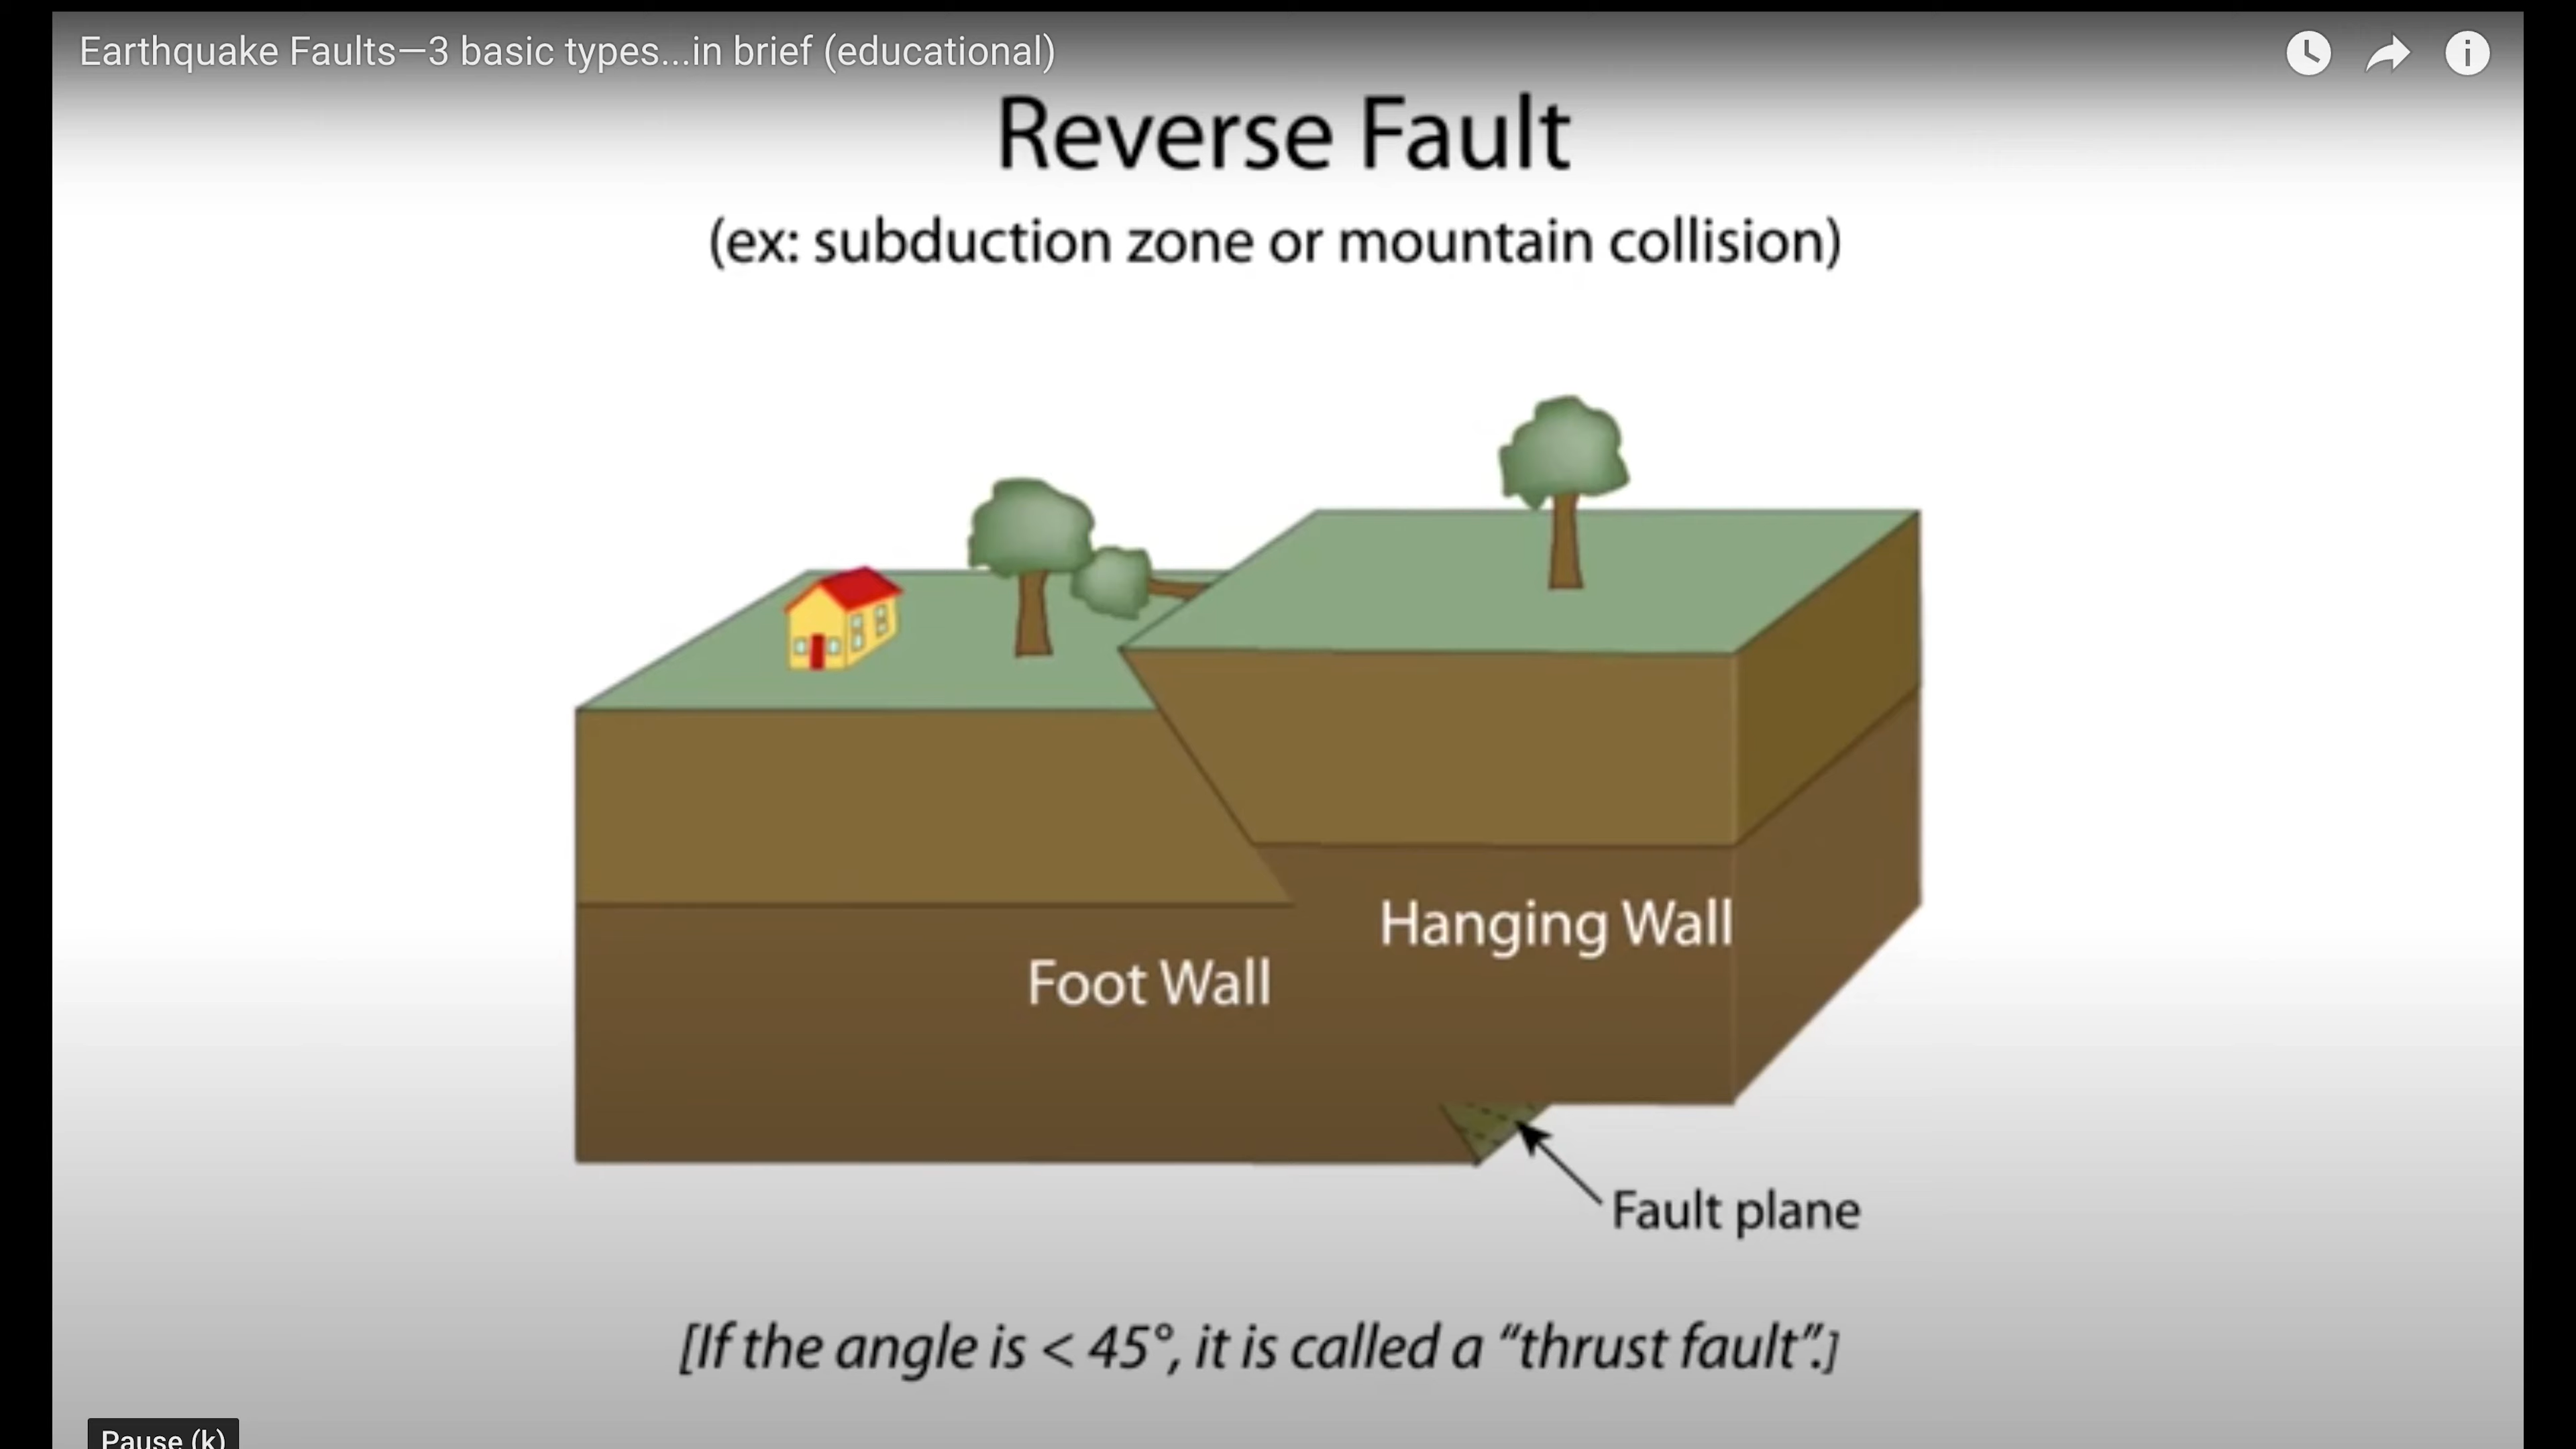 Earthquake Faults—3 basic types...in brief (educational)
Reverse Fault
(ex: subduction zone or mountain collision)
Hanging Wall
Foot Wall
Fault plane
[If the angle is < 45°, it is called a “thrust fault”.]
Pause (k)